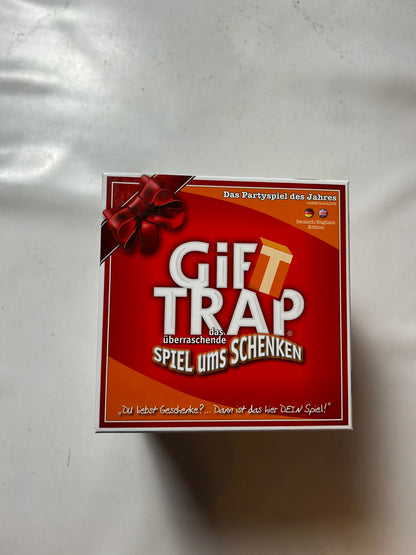 Das Partyspiel des Jahres
Deutsch/Englisch
Edition
GiFT
TRAP®
das
überraschende
SPIEL ums SCHENKEN
„Du liebst Geschenke?... Dann ist das hier DEIN Spiel!"